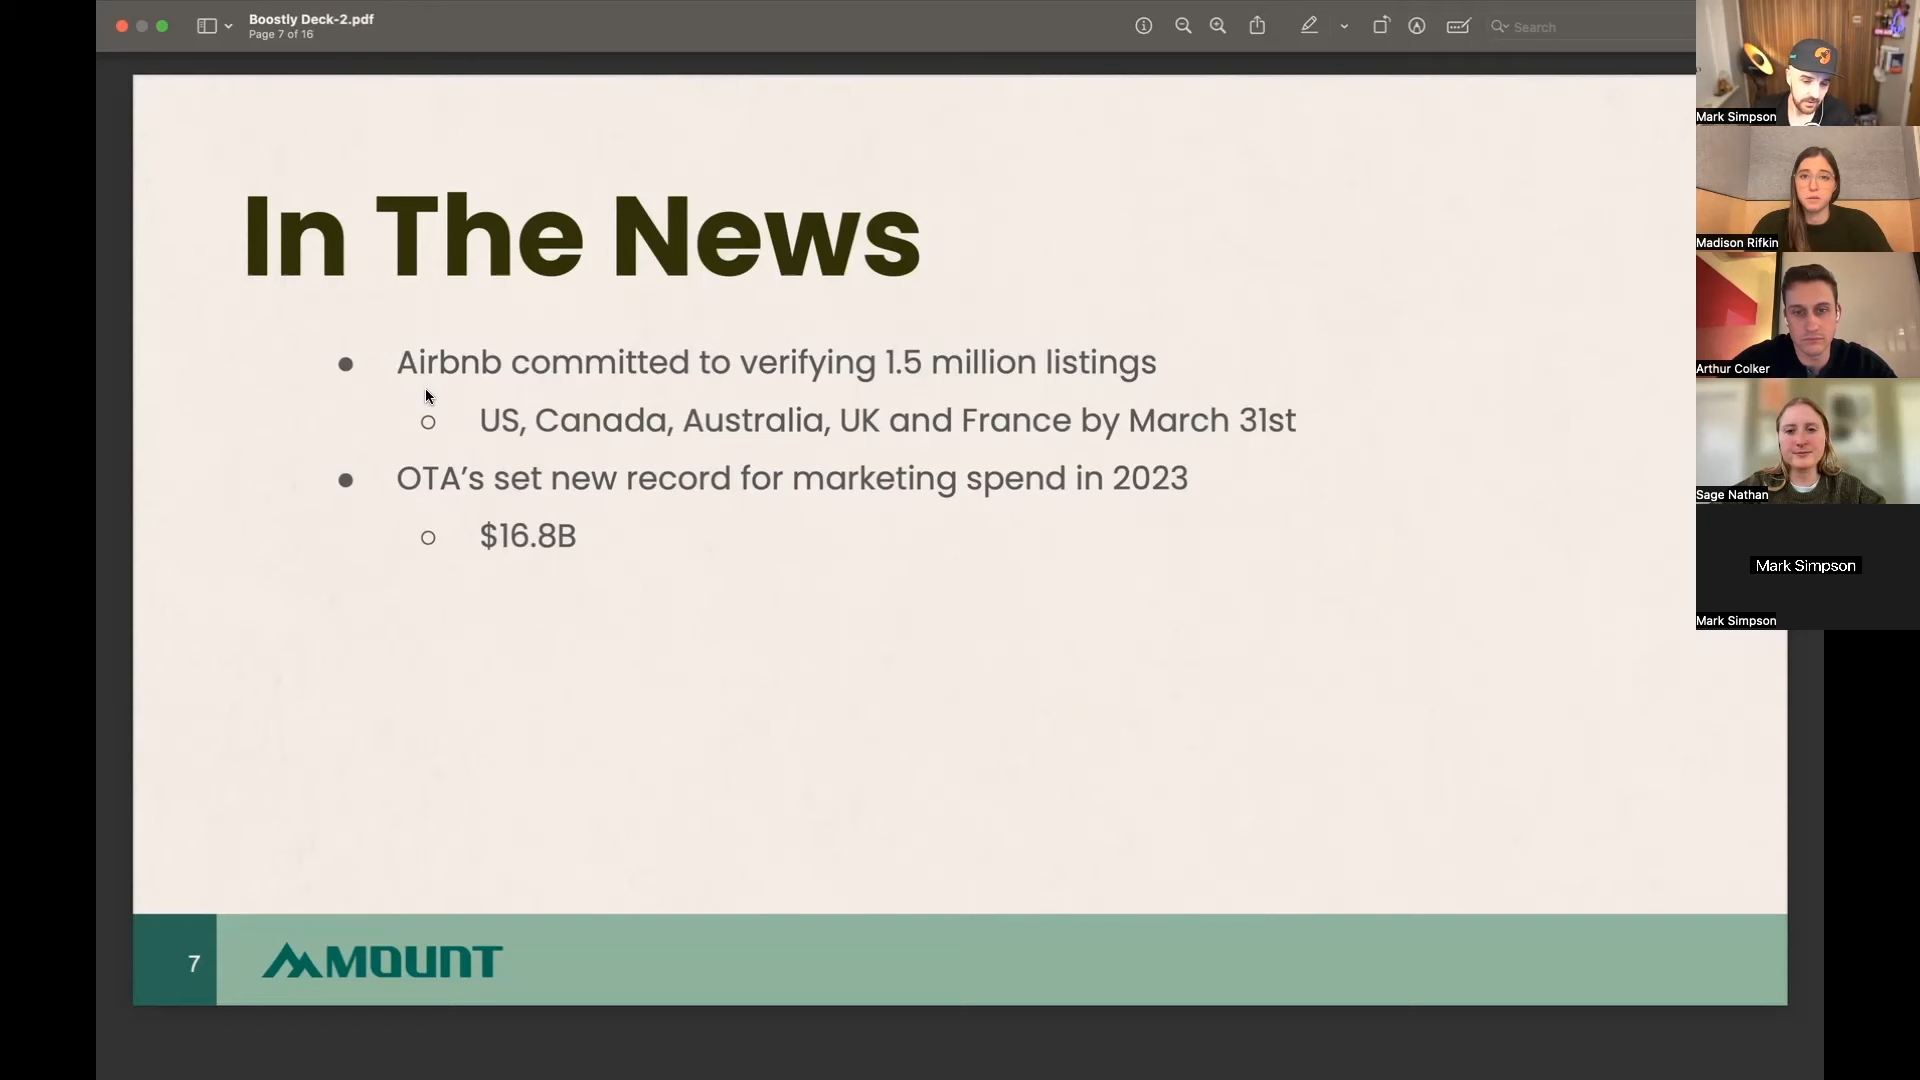 Boostly Deck-2.pdf
Page 7 of 16
Search
In The News
Airbnb committed to verifying 1.5 million listings
US, Canada, Australia, UK and France by March 31st
OTA's set new record for marketing spend in 2023
$16.8B
7
MOUNT
Mark Simpson
Madison Rifkin
Arthur Colker
Sage Nathan
Mark Simpson
Mark Simpson